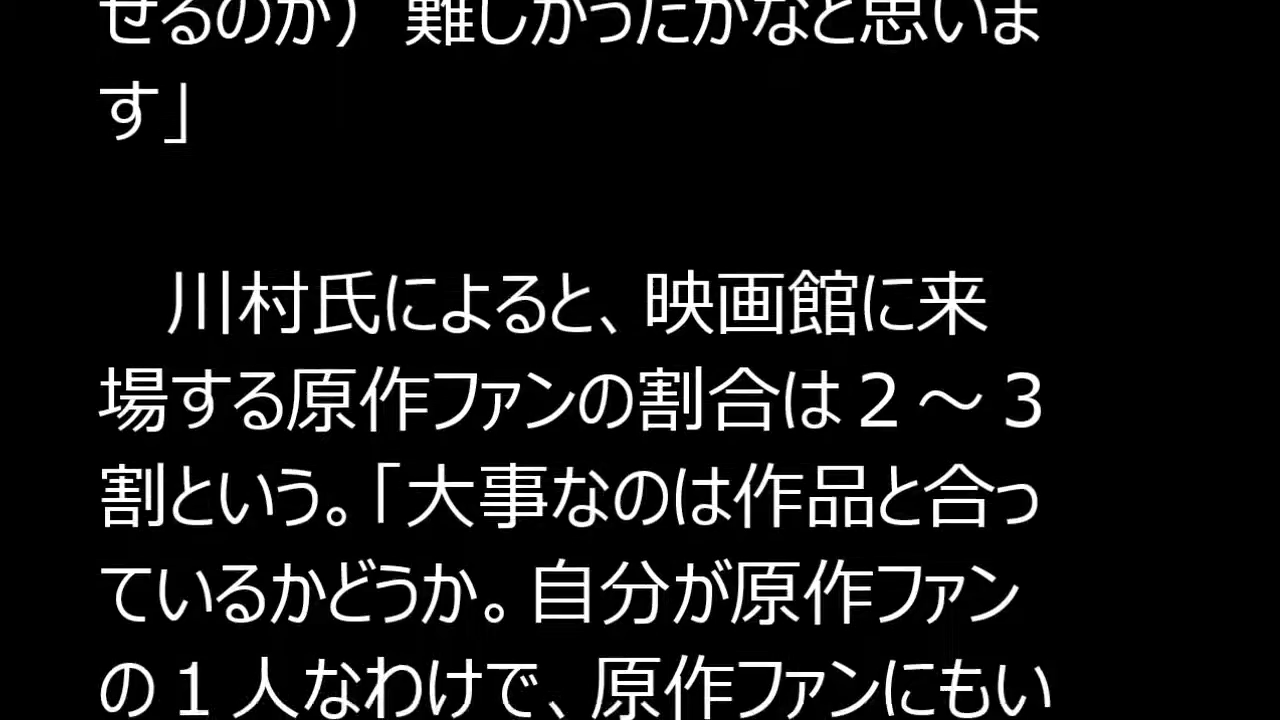 せるのか） 難しかったかなと思いま
す」
川村氏によると、映画館に来
場する原作ファンの割合は２～３
割という。「大事なのは作品と合っ
ているかどうか。自分が原作ファン
の１人なわけで、原作ファンにもい